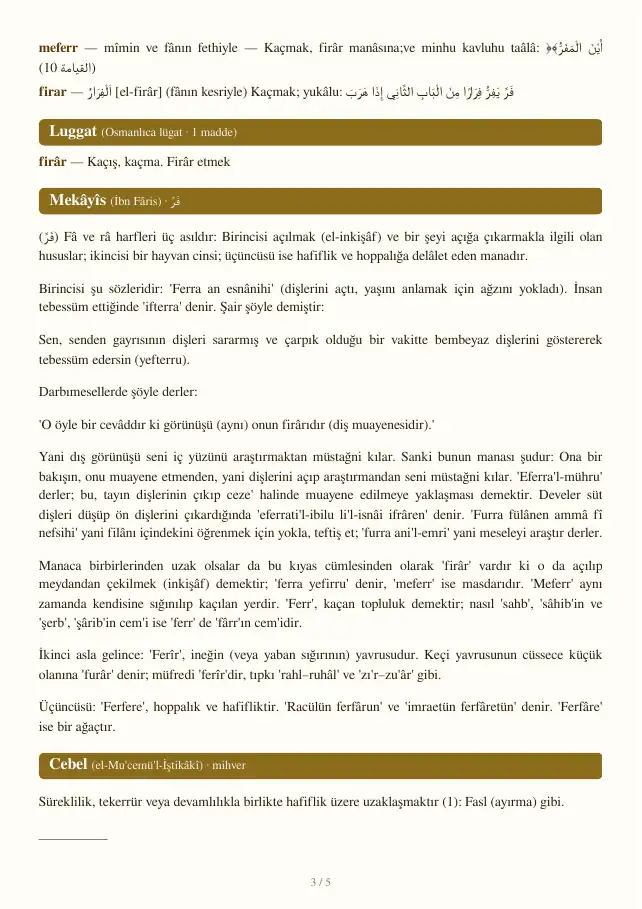 meferr — mîmin ve fânın fethiyle — Kaçmak, firâr manâsına;ve minhu kavluhu taâlâ: ﴿﴿أَيْنَ الْمَفَرُّ
(القيامة 10)
firar — اَلْفِرَارُ [el-firâr] (fânın kesriyle) Kaçmak; yukâlu: فَرَّ يَفِرُّ فِرَارًا مِنَ الْبَابِ الثَّانِي إِذَا هَرَبَ
Luggat (Osmanlıca lügat · 1 madde)
firâr — Kaçış, kaçma. Firâr etmek
Mekâyîs (İbn Fâris) · فَرَّ
(فَرَّ) Fâ ve râ harfleri üç asıldır: Birincisi açılmak (el-inkişâf) ve bir şeyi açığa çıkarmakla ilgili olan
hususlar; ikincisi bir hayvan cinsi; üçüncüsü ise hafiflik ve hoppalığa delâlet eden manadır.
Birincisi şu sözleridir: 'Ferra an esnânihi' (dişlerini açtı, yaşını anlamak için ağzını yokladı). İnsan
tebessüm ettiğinde 'ifterra' denir. Şair şöyle demiştir:
Sen, senden gayrısının dişleri sararmış ve çarpık olduğu bir vakitte bembeyaz dişlerini göstererek
tebessüm edersin (yefterru).
Darbımesellerde şöyle derler:
'O öyle bir cevâddır ki görünüşü (aynı) onun firârıdır (diş muayenesidir).'
Yani dış görünüşü seni iç yüzünü araştırmaktan müstağni kılar. Sanki bunun manası şudur: Ona bir
bakışın, onu muayene etmenden, yani dişlerini açıp araştırmandan seni müstağni kılar. 'Eferra'l-mühru'
derler; bu, tayın dişlerinin çıkıp ceze' halinde muayene edilmeye yaklaşması demektir. Develer süt
dişleri düşüp ön dişlerini çıkardığında 'eferrati'l-ibilu li'l-isnâi ifrâren' denir. 'Furra fülânen ammâ fî
nefsihi' yani filânı içindekini öğrenmek için yokla, teftiş et; 'furra ani'l-emri' yani meseleyi araştır derler.
Manaca birbirlerinden uzak olsalar da bu kıyas cümlesinden olarak 'firâr' vardır ki o da açılıp
meydandan çekilmek (inkişâf) demektir; 'ferra yefirru' denir, 'meferr' ise masdarıdır. 'Meferr' aynı
zamanda kendisine sığınılıp kaçılan yerdir. 'Ferr', kaçan topluluk demektir; nasıl 'sahb', 'sâhib'in ve
'şerb', 'şârib'in cem'i ise 'ferr' de 'fârr'ın cem'idir.
İkinci asla gelince: 'Ferîr', ineğin (veya yaban sığırının) yavrusudur. Keçi yavrusunun cüssece küçük
olanına 'furâr' denir; müfredi 'ferîr'dir, tıpkı 'rahl–ruhâl' ve 'zı'r–zu'âr' gibi.
Üçüncüsü: 'Ferfere', hoppalık ve hafifliktir. 'Racülün ferfârun' ve 'imraetün ferfâretün' denir. 'Ferfâre'
ise bir ağaçtır.
Cebel (el-Mu'cemü'l-İştikâkî) · mihver
Süreklilik, tekerrür veya devamlılıkla birlikte hafiflik üzere uzaklaşmaktır (1): Fasl (ayırma) gibi.
3 / 5